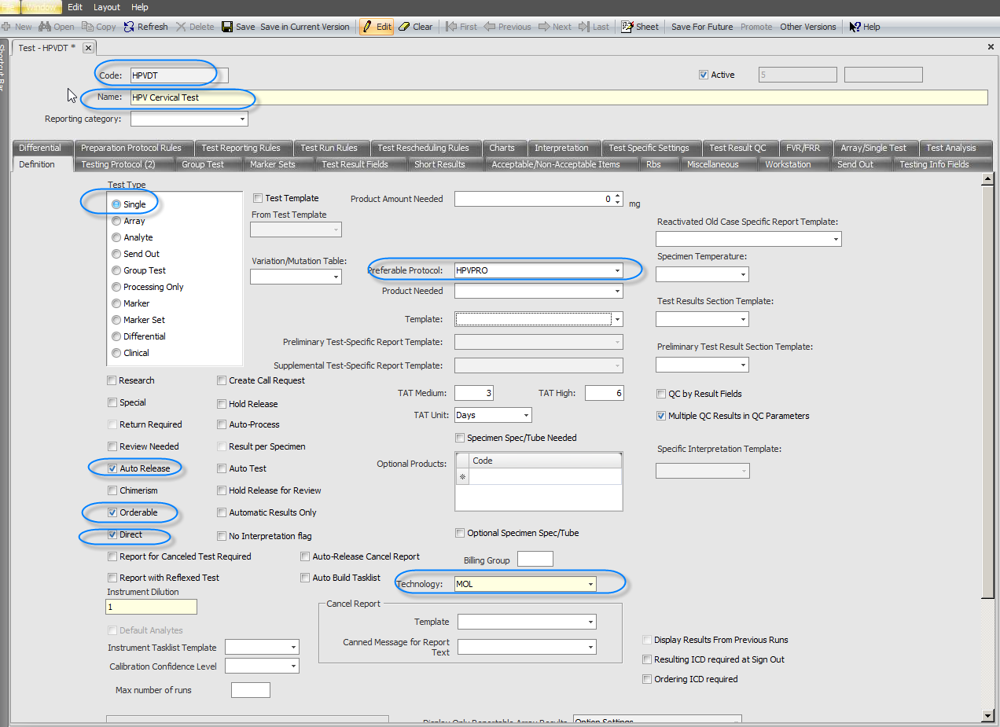 File Window Edit Layout Help
New Open Copy Refresh Delete Save Save in Current Version Edit Clear First Previous Next Last Sheet Save For Future Promote Other Versions Help
Shortcut Bar
Test - HPVDT *
Code: HPVDT Active 5
Name: HPV Cervical Test
Reporting category:
Differential Preparation Protocol Rules Test Reporting Rules Test Run Rules Test Rescheduling Rules Charts Interpretation Test Specific Settings Test Result QC FVR/FRR Array/Single Test Test Analysis
Definition Testing Protocol (2) Group Test Marker Sets Test Result Fields Short Results Acceptable/Non-Acceptable Items Rbs Miscellaneous Workstation Send Out Testing Info Fields
Test Type
Single
Array
Analyte
Send Out
Group Test
Processing Only
Marker
Marker Set
Differential
Clinical
Test Template
From Test Template
Variation/Mutation Table:
Product Amount Needed 0 mg
Preferable Protocol: HPVPRO
Product Needed
Template:
Preliminary Test-Specific Report Template:
Supplemental Test-Specific Report Template:
Reactivated Old Case Specific Report Template:
Specimen Temperature:
Test Results Section Template:
Preliminary Test Result Section Template:
Research Create Call Request
Special Hold Release
Return Required Auto-Process
Review Needed Result per Specimen
Auto Release Auto Test
Chimerism Hold Release for Review
Orderable Automatic Results Only
Direct No Interpretation flag
Report for Canceled Test Required Auto-Release Cancel Report
Report with Reflexed Test Auto Build Tasklist
TAT Medium: 3 TAT High: 6
TAT Unit: Days
Specimen Spec/Tube Needed
Optional Products: Code
Optional Specimen Spec/Tube
Billing Group
Technology: MOL
QC by Result Fields
Multiple QC Results in QC Parameters
Specific Interpretation Template:
Instrument Dilution
1
Default Analytes
Instrument Tasklist Template
Calibration Confidence Level
Max number of runs
Cancel Report
Template
Canned Message for Report
Text
Display Results From Previous Runs
Resulting ICD required at Sign Out
Ordering ICD required
Display Only Reportable Array Results Option Settings